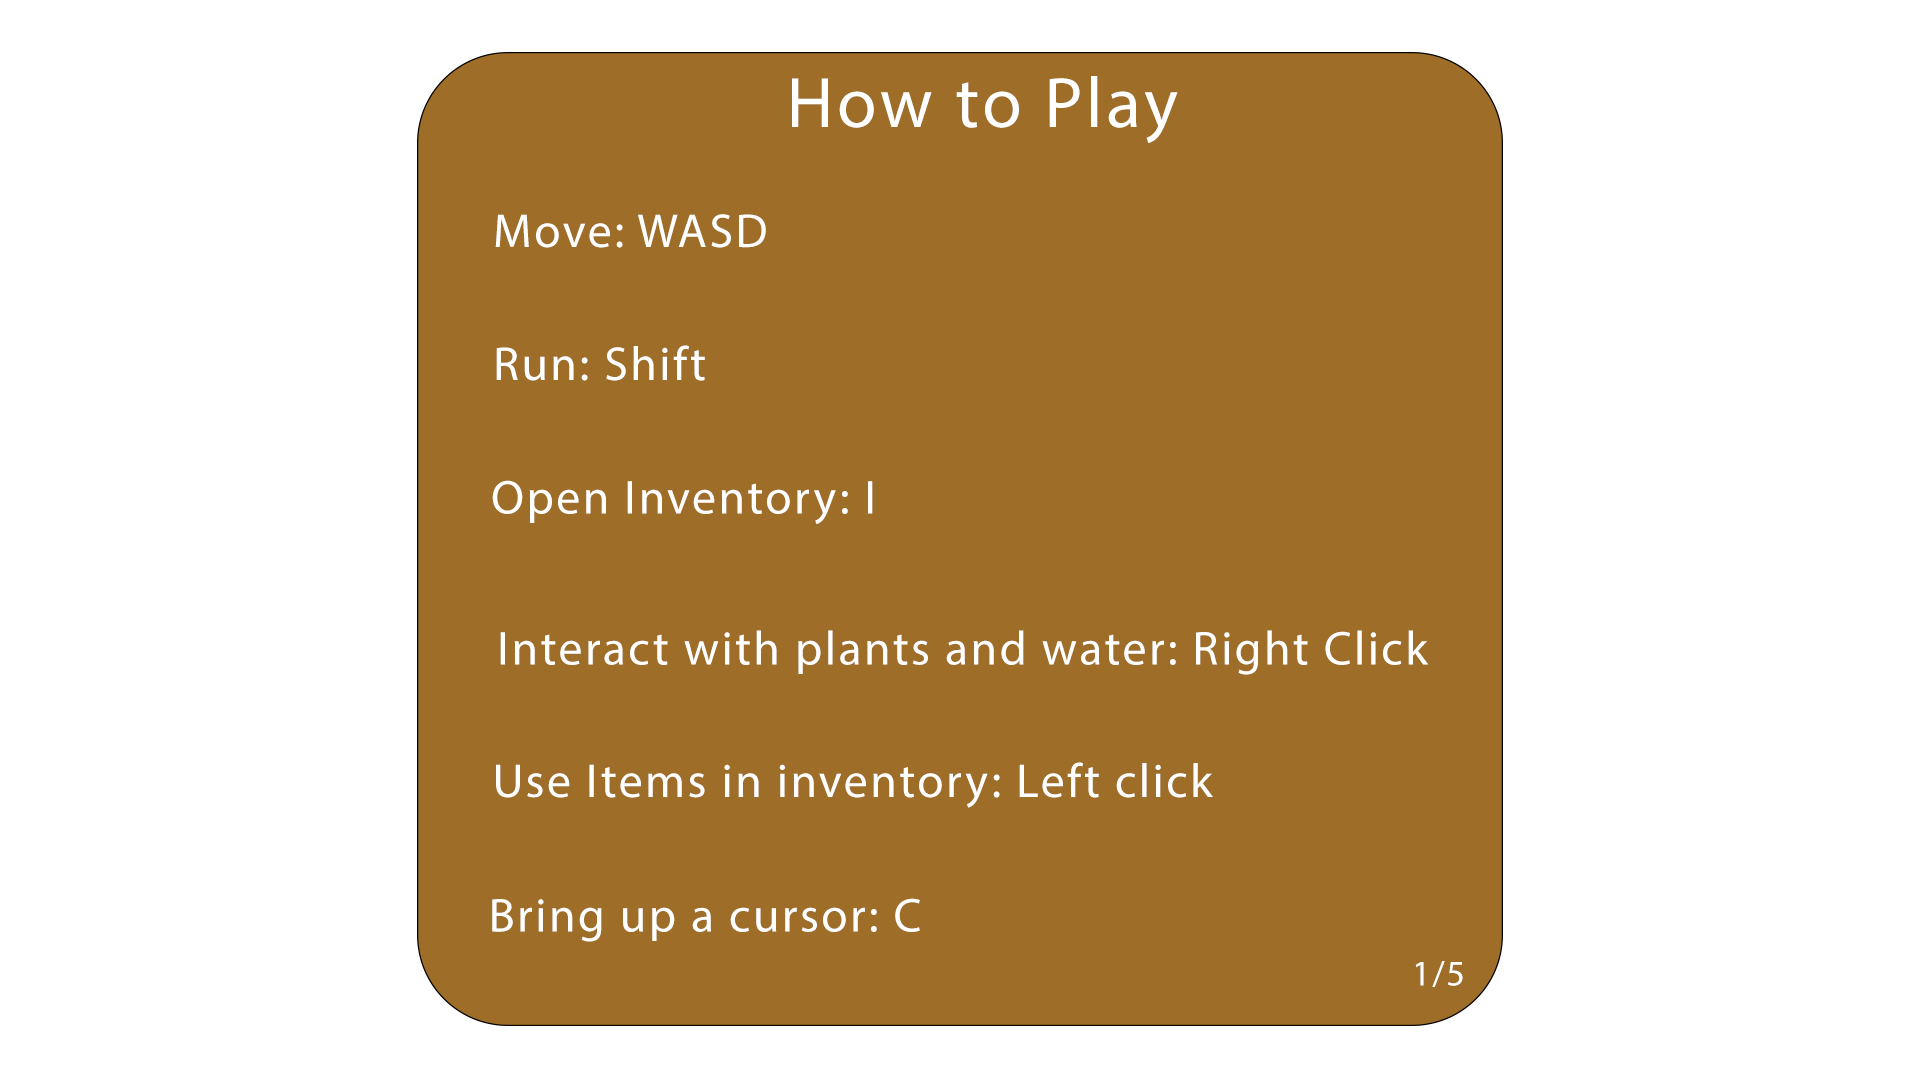 How to Play
Move: WASD
Run: Shift
Open Inventory: I
Interact with plants and water: Right Click
Use Items in inventory: Left click
Bring up a cursor: C
1/5